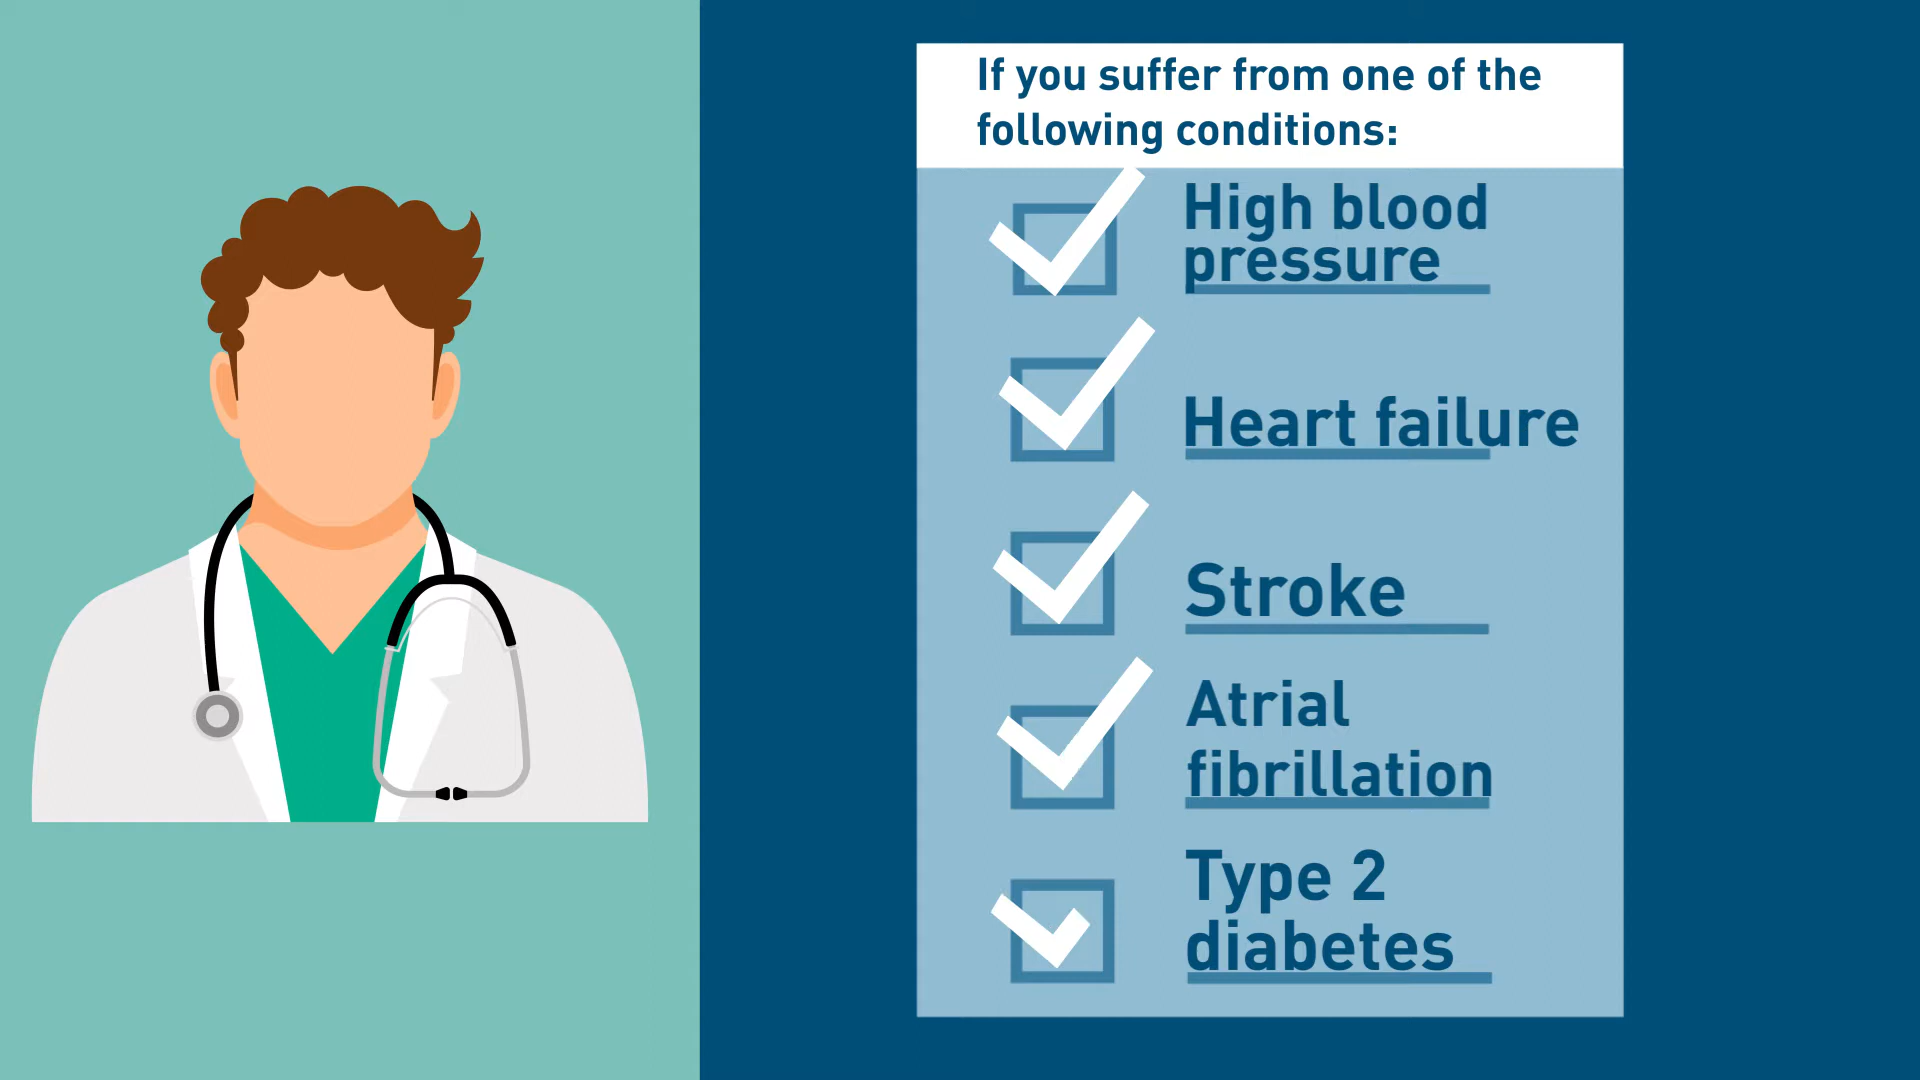 If you suffer from one of the
following conditions:
High blood
pressure
Heart failure
Stroke
Atrial
fibrillation
Type 2
diabetes